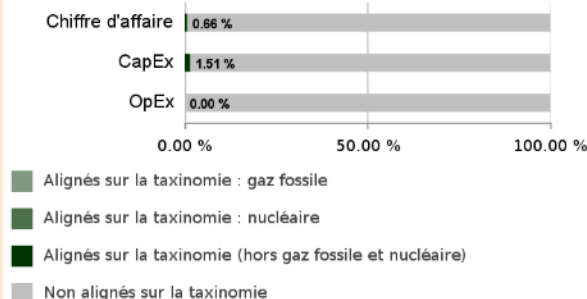 Chiffre d'affaire 0.66 %
CapEx 1.51 %
OpEx 0.00 %
0.00 % 50.00 % 100.00 %
Alignés sur la taxinomie : gaz fossile
Alignés sur la taxinomie : nucléaire
Alignés sur la taxinomie (hors gaz fossile et nucléaire)
Non alignés sur la taxinomie